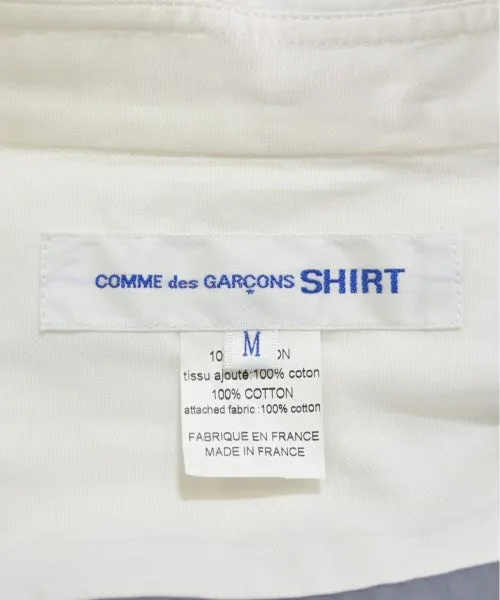 COMME des GARÇONS SHIRT
M
tissu ajouté:100% coton
100% COTTON
attached fabric :100% cotton
FABRIQUE EN FRANCE
MADE IN FRANCE